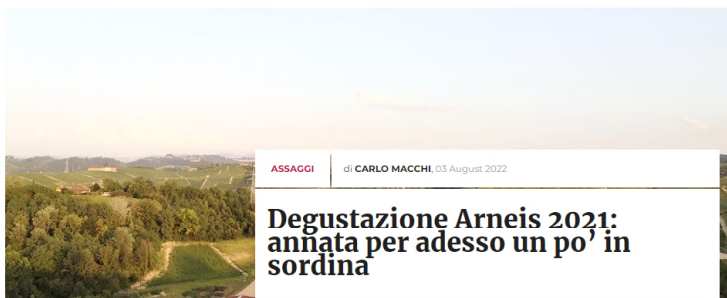 ASSAGGI
di CARLO MACCHI, 03 August 2022
Degustazione Arneis 2021:
annata per adesso un po’ in
sordina